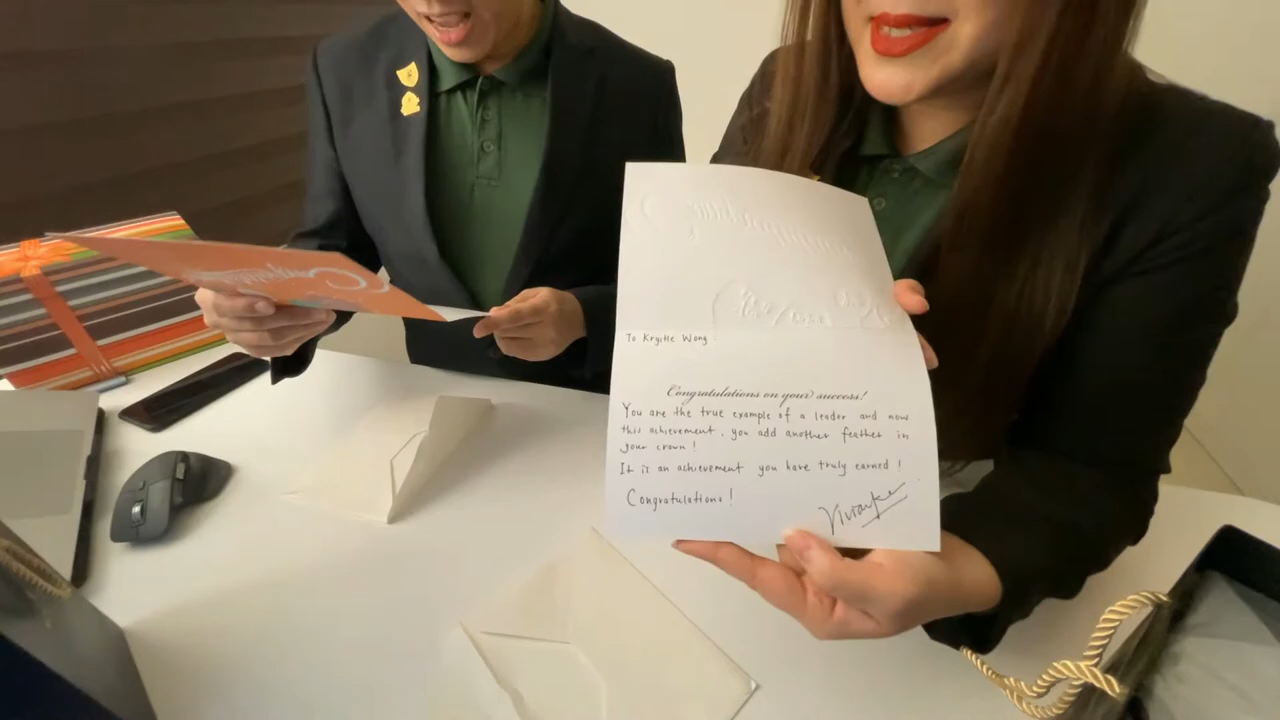 To Krystle Wong
Congratulations on your success!
You are the true example of a leader and now
this achievement, you add another feather in
your crown!
It is an achievement you have truly earned!
Congratulations!